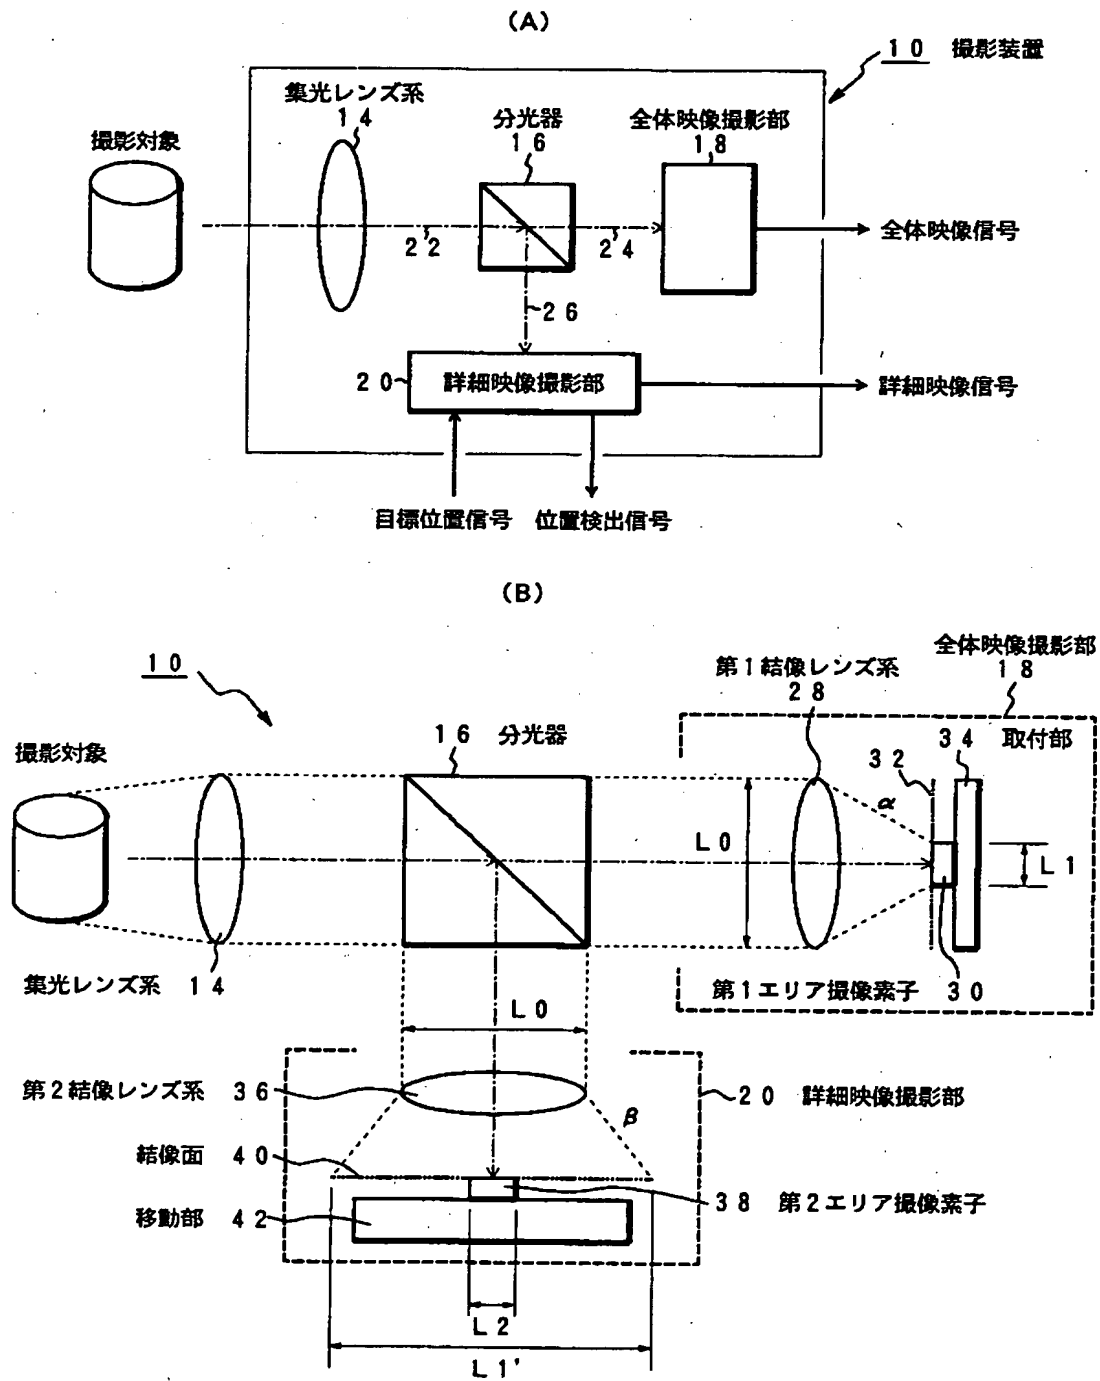 (A)
10 撮影装置
集光レンズ系
14
分光器
16
全体映像撮影部
18
撮影対象
22
24
全体映像信号
26
20
詳細映像撮影部
詳細映像信号
目標位置信号 位置検出信号
(B)
10
全体映像撮影部
18
第1結像レンズ系
28
16 分光器
34 取付部
撮影対象
32
α
L0
L1
集光レンズ系 14
第1エリア撮像素子 30
L0
第2結像レンズ系 36
20 詳細映像撮影部
β
結像面 40
38 第2エリア撮像素子
移動部 42
L2
L1'